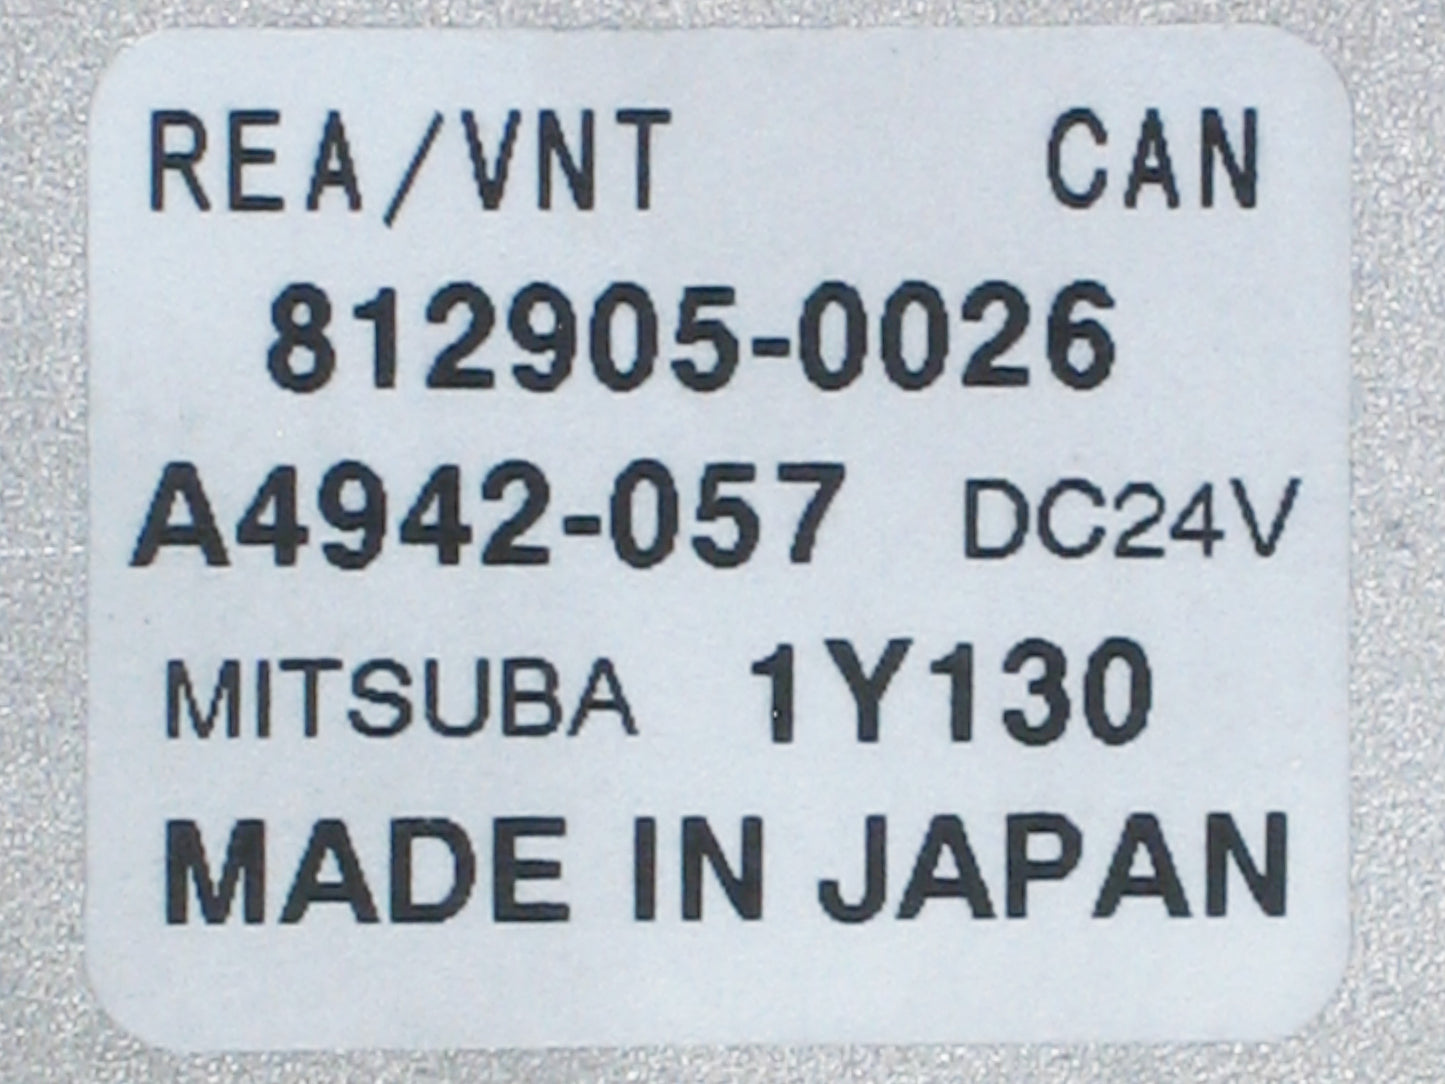 REA/VNT CAN
812905-0026
A4942-057 DC24V
MITSUBA 1Y130
MADE IN JAPAN